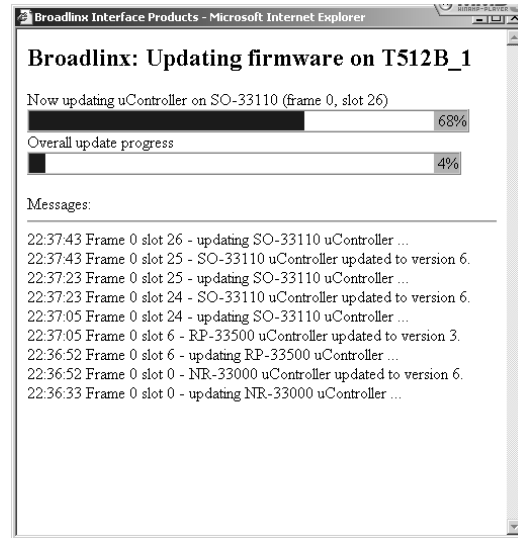 Broadlinx Interface Products - Microsoft Internet Explorer
Broadlinx: Updating firmware on T512B_1
Now updating uController on SO-33110 (frame 0, slot 26)
68%
Overall update progress
4%
Messages:
22:37:43 Frame 0 slot 26 - updating SO-33110 uController ...
22:37:43 Frame 0 slot 25 - SO-33110 uController updated to version 6.
22:37:23 Frame 0 slot 25 - updating SO-33110 uController ...
22:37:23 Frame 0 slot 24 - SO-33110 uController updated to version 6.
22:37:05 Frame 0 slot 24 - updating SO-33110 uController ...
22:37:05 Frame 0 slot 6 - RP-33500 uController updated to version 3.
22:36:52 Frame 0 slot 6 - updating RP-33500 uController ...
22:36:52 Frame 0 slot 0 - NR-33000 uController updated to version 6.
22:36:33 Frame 0 slot 0 - updating NR-33000 uController ...